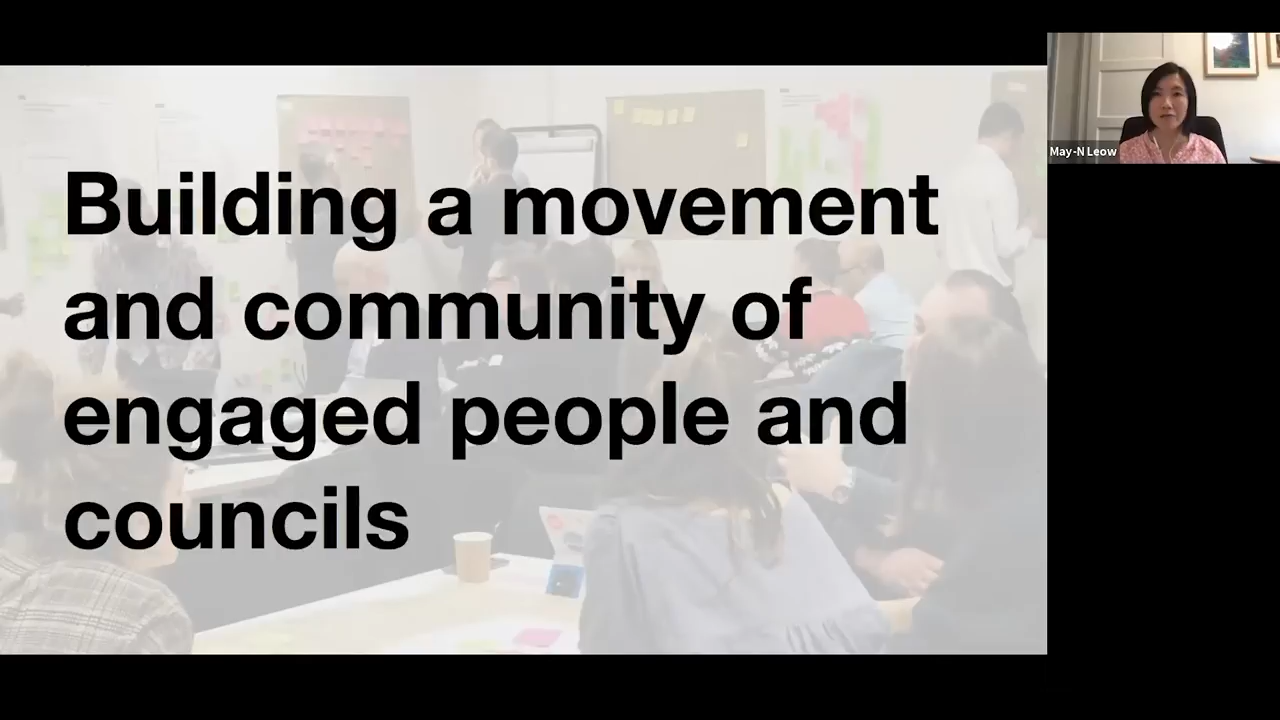 Building a movement
and community of
engaged people and
councils
May-N Leow